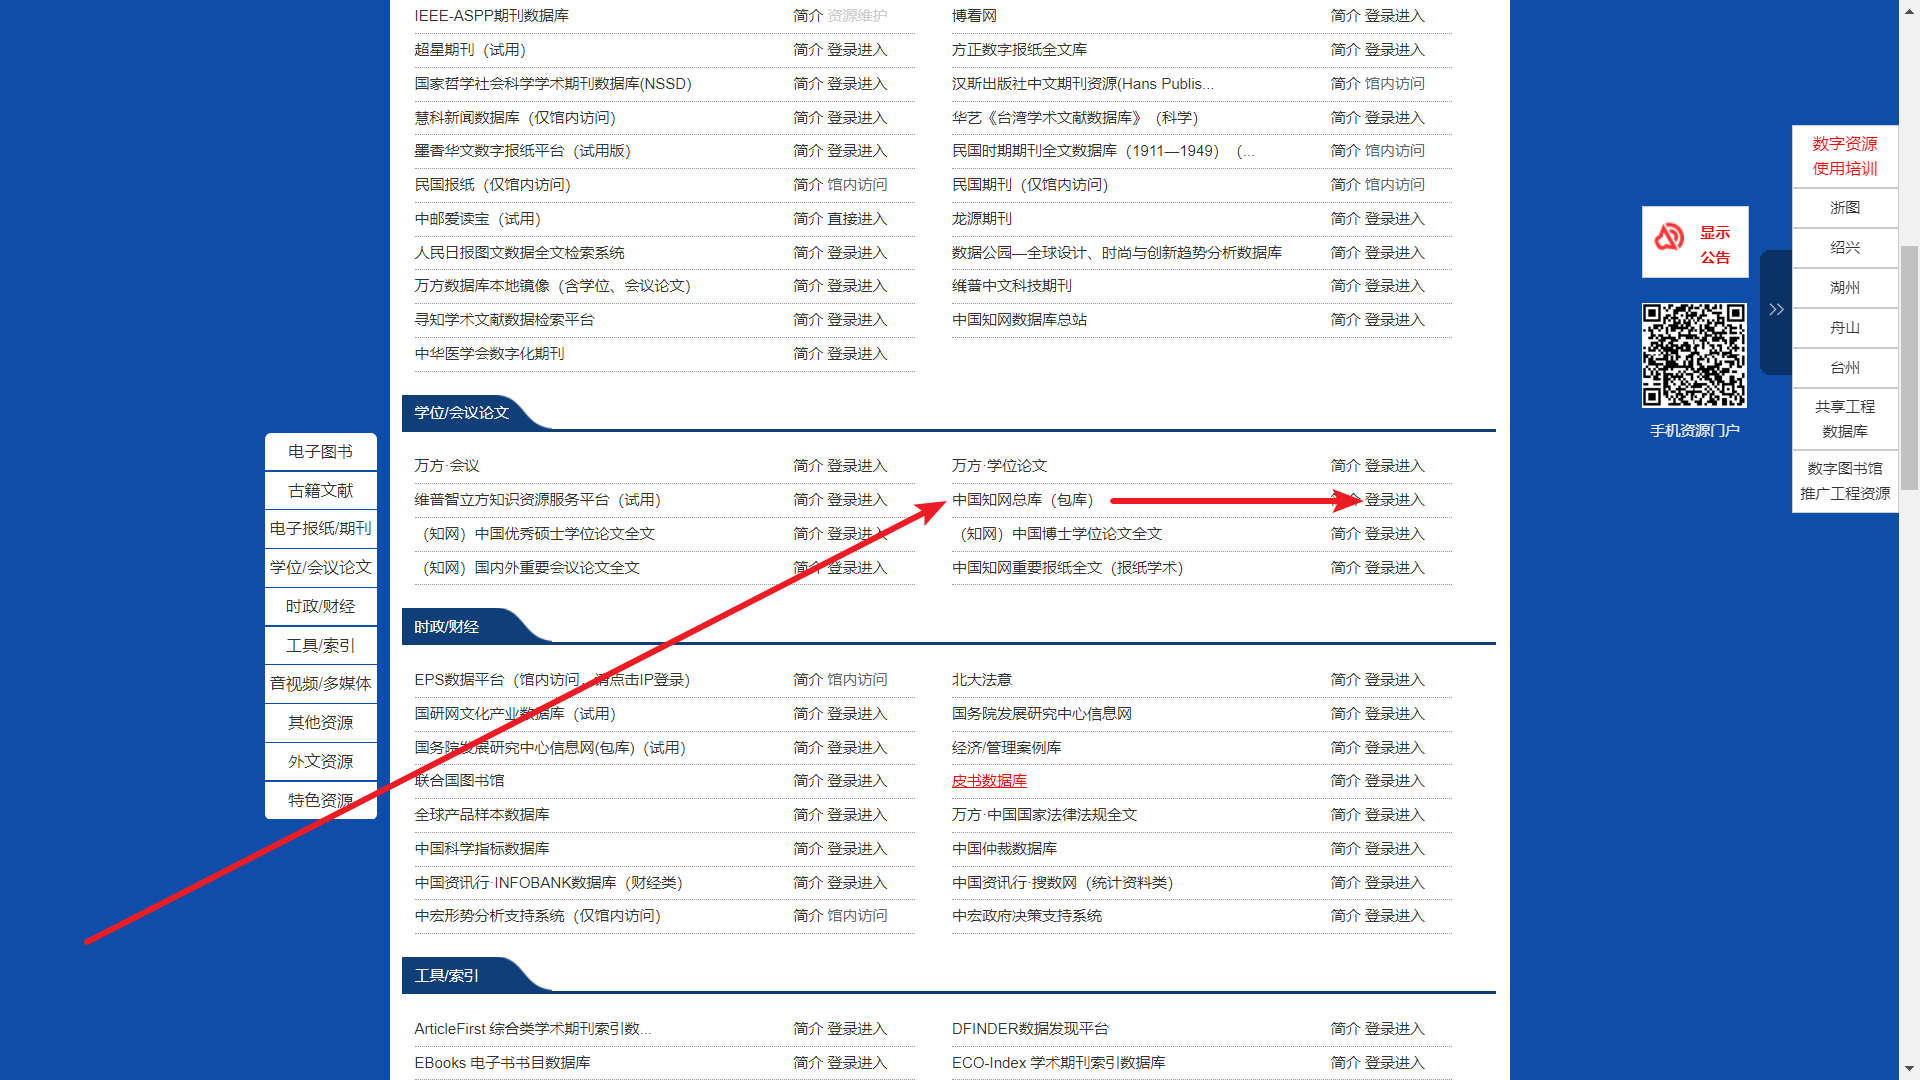 IEEE-ASPP期刊数据库 简介 资源维护 博看网 简介 登录进入
超星期刊（试用） 简介 登录进入 方正数字报纸全文库 简介 登录进入
国家哲学社会科学学术期刊数据库(NSSD) 简介 登录进入 汉斯出版社中文期刊资源(Hans Publis... 简介 馆内访问
慧科新闻数据库（仅馆内访问） 简介 登录进入 华艺《台湾学术文献数据库》（科学） 简介 登录进入
墨香华文数字报纸平台（试用版） 简介 登录进入 民国时期期刊全文数据库（1911—1949）（... 简介 馆内访问
民国报纸（仅馆内访问） 简介 馆内访问 民国期刊（仅馆内访问） 简介 馆内访问
中邮爱读宝（试用） 简介 直接进入 龙源期刊 简介 登录进入
人民日报图文数据全文检索系统 简介 登录进入 数据公园—全球设计、时尚与创新趋势分析数据库 简介 登录进入
万方数据库本地镜像（含学位、会议论文） 简介 登录进入 维普中文科技期刊 简介 登录进入
寻知学术文献数据检索平台 简介 登录进入 中国知网数据库总站 简介 登录进入
中华医学会数字化期刊 简介 登录进入
学位/会议论文
万方·会议 简介 登录进入 万方·学位论文 简介 登录进入
维普智立方知识资源服务平台（试用） 简介 登录进入 中国知网总库（包库） 简介 登录进入
（知网）中国优秀硕士学位论文全文 简介 登录进入 （知网）中国博士学位论文全文 简介 登录进入
（知网）国内外重要会议论文全文 简介 登录进入 中国知网重要报纸全文（报纸学术） 简介 登录进入
时政/财经
EPS数据平台（馆内访问，请点击IP登录） 简介 馆内访问 北大法意 简介 登录进入
国研网文化产业数据库（试用） 简介 登录进入 国务院发展研究中心信息网 简介 登录进入
国务院发展研究中心信息网(包库)（试用） 简介 登录进入 经济/管理案例库 简介 登录进入
联合国图书馆 简介 登录进入 皮书数据库 简介 登录进入
全球产品样本数据库 简介 登录进入 万方·中国国家法律法规全文 简介 登录进入
中国科学指标数据库 简介 登录进入 中国仲裁数据库 简介 登录进入
中国资讯行·INFOBANK数据库（财经类） 简介 登录进入 中国资讯行·搜数网（统计资料类） 简介 登录进入
中宏形势分析支持系统（仅馆内访问） 简介 馆内访问 中宏政府决策支持系统 简介 登录进入
工具/索引
ArticleFirst 综合类学术期刊索引数... 简介 登录进入 DFINDER数据发现平台 简介 登录进入
EBooks 电子书书目数据库 简介 登录进入 ECO-Index 学术期刊索引数据库 简介 登录进入
电子图书
古籍文献
电子报纸/期刊
学位/会议论文
时政/财经
工具/索引
音视频/多媒体
其他资源
外文资源
特色资源
显示
公告
手机资源门户
数字资源
使用培训
浙图
绍兴
湖州
舟山
台州
共享工程
数据库
数字图书馆
推广工程资源